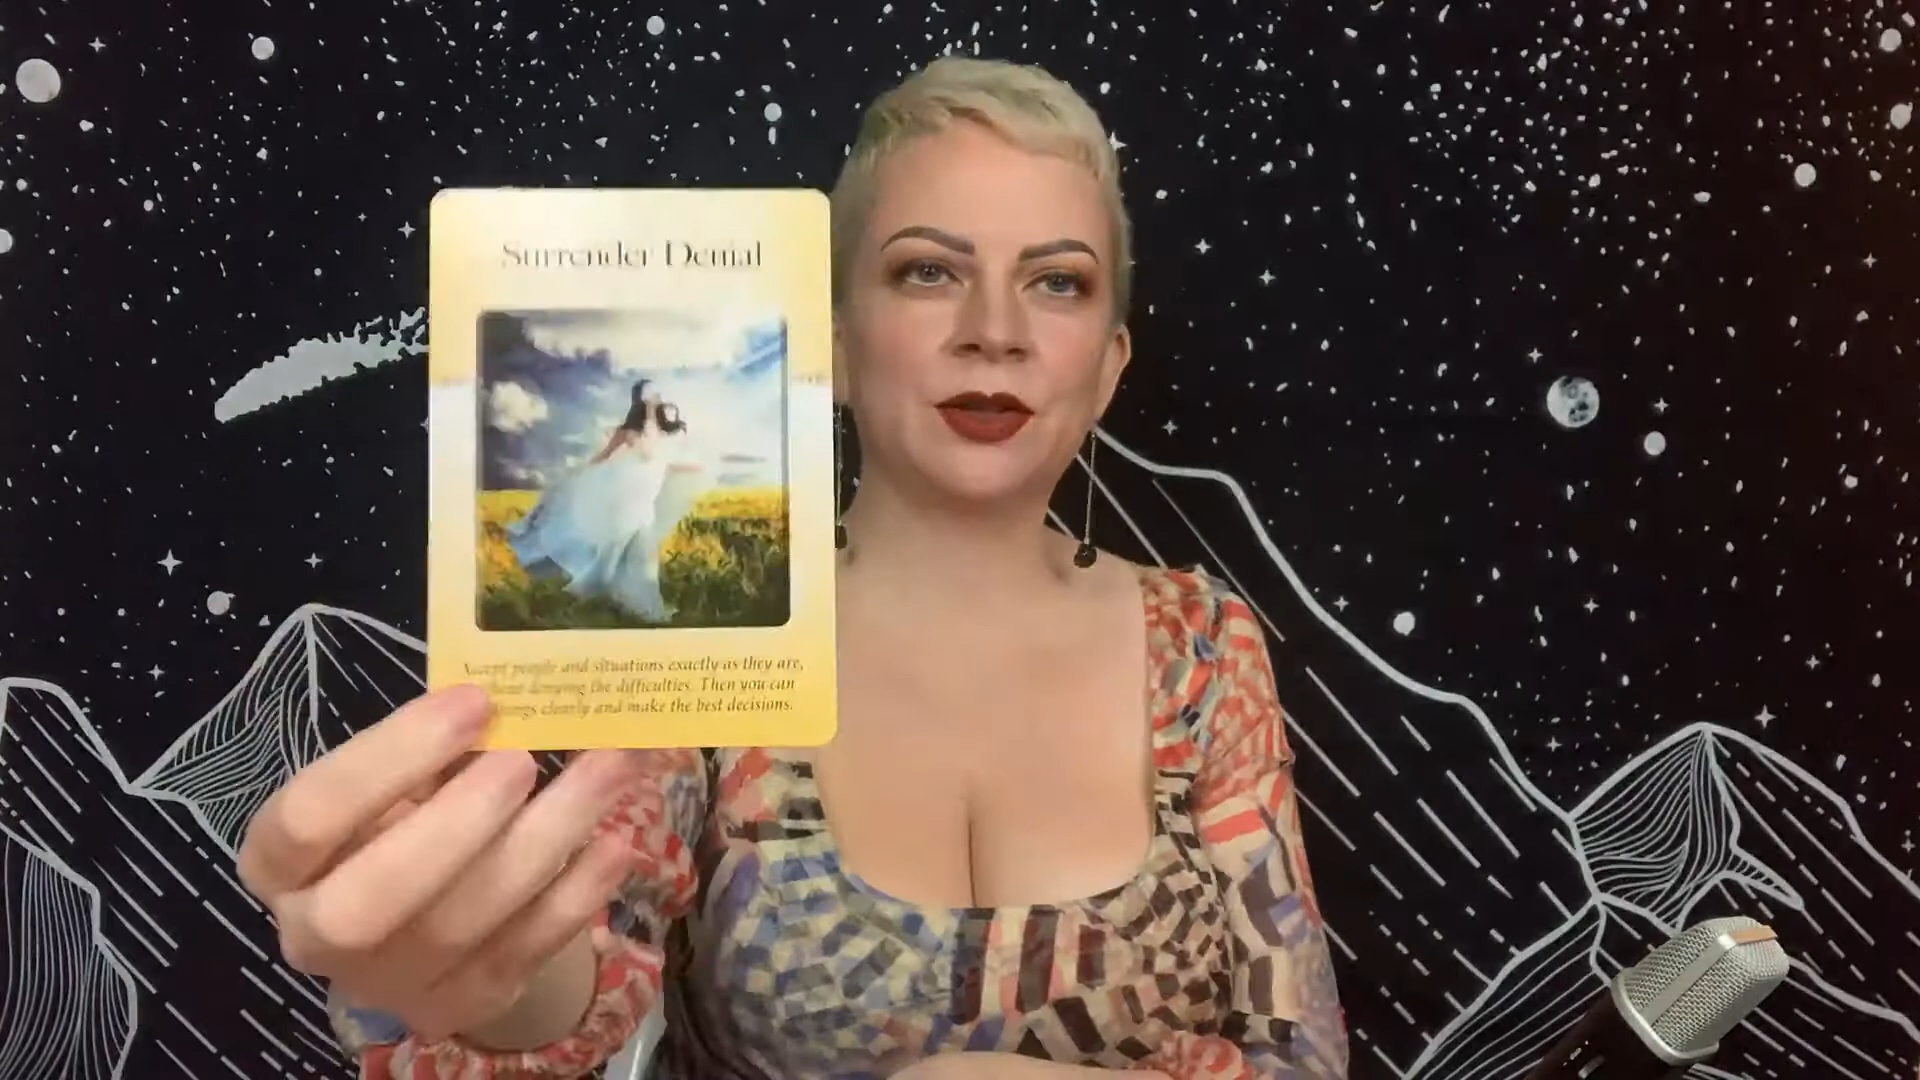 Surrender Denial
Accept people and situations exactly as they are,
denying the difficulties. Then you can
clearly and make the best decisions.